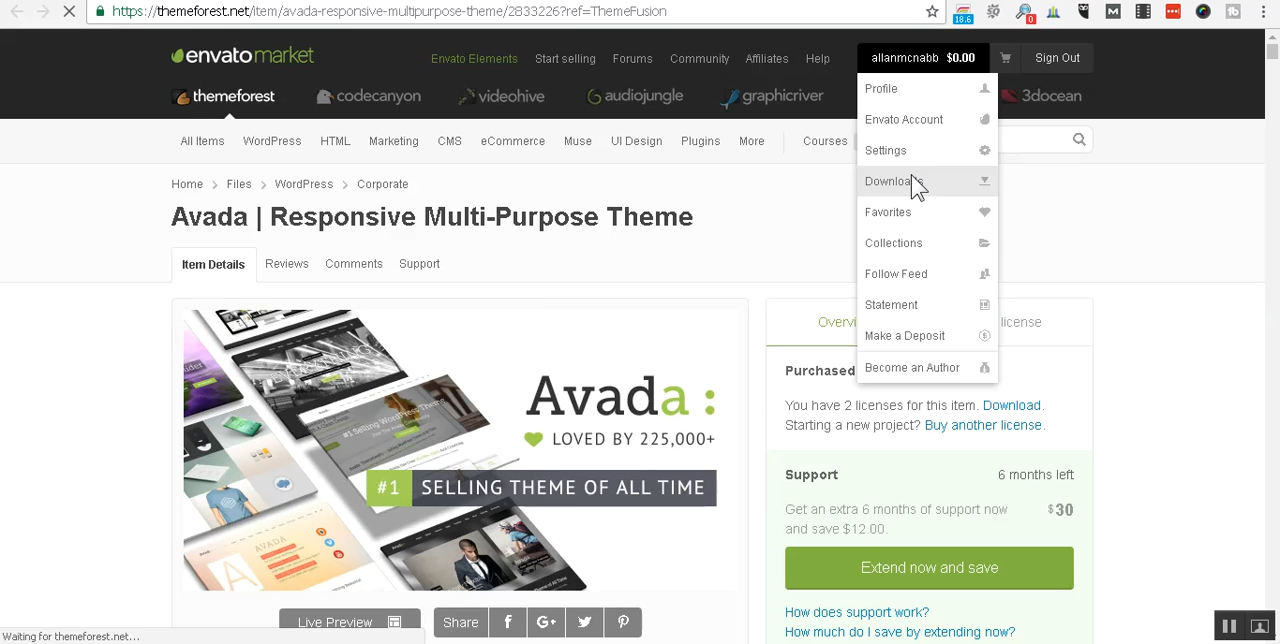 https://themeforest.net/item/avada-responsive-multipurpose-theme/2833226?ref=ThemeFusion
18.6
0
envatomarket
Envato Elements Start selling Forums Community Affiliates Help allanmcnabb $0.00 Sign Out
themeforest codecanyon videohive audiojungle graphicriver 3docean
Profile
Envato Account
Settings
Downloads
Favorites
Collections
Follow Feed
Statement
Make a Deposit
Become an Author
All Items WordPress HTML Marketing CMS eCommerce Muse UI Design Plugins More Courses
Home Files WordPress Corporate
Avada | Responsive Multi-Purpose Theme
Item Details Reviews Comments Support
Avada :
LOVED BY 225,000+
#1 SELLING THEME OF ALL TIME
Live Preview Share
license
Purchased
You have 2 licenses for this item. Download.
Starting a new project? Buy another license.
Support 6 months left
Get an extra 6 months of support now $30
and save $12.00.
Extend now and save
How does support work?
How much do I save by extending now?
Waiting for themeforest.net...